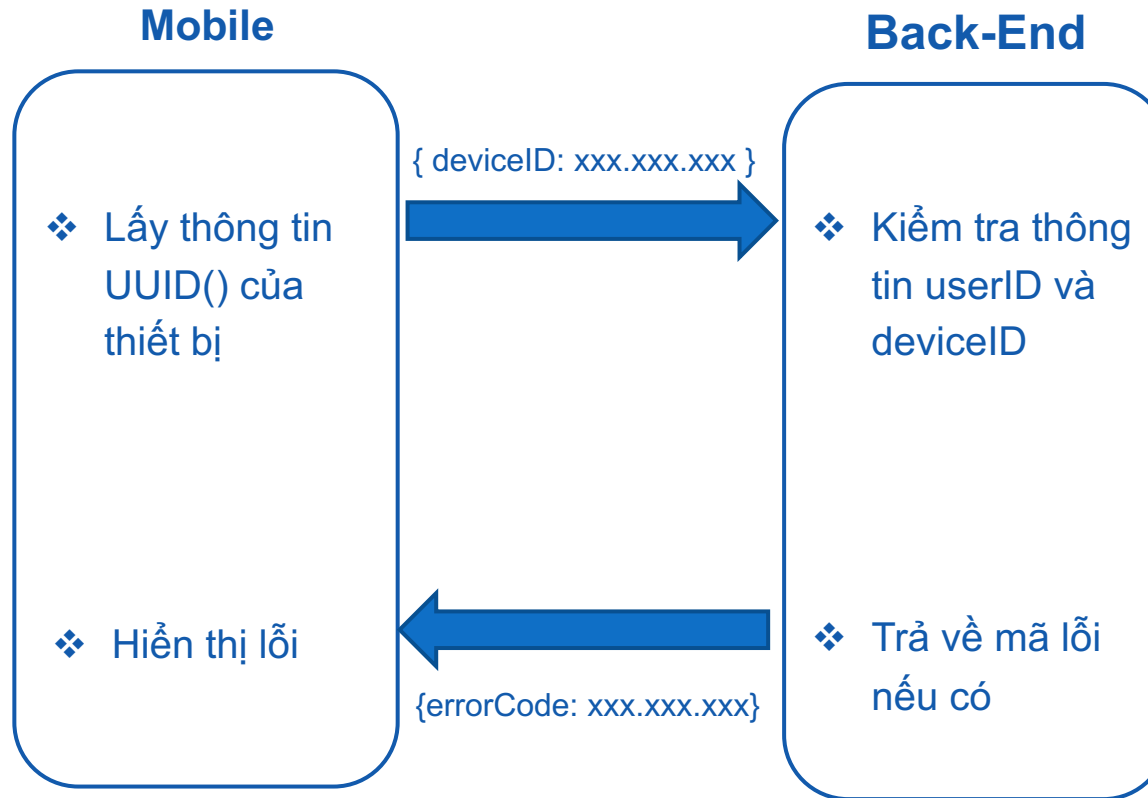 Mobile
Back-End
{ deviceID: xxx.xxx.xxx }
❖ Lấy thông tin
UUID() của
thiết bị
❖ Kiểm tra thông
tin userID và
deviceID
❖ Hiển thị lỗi
❖ Trả về mã lỗi
nếu có
{errorCode: xxx.xxx.xxx}